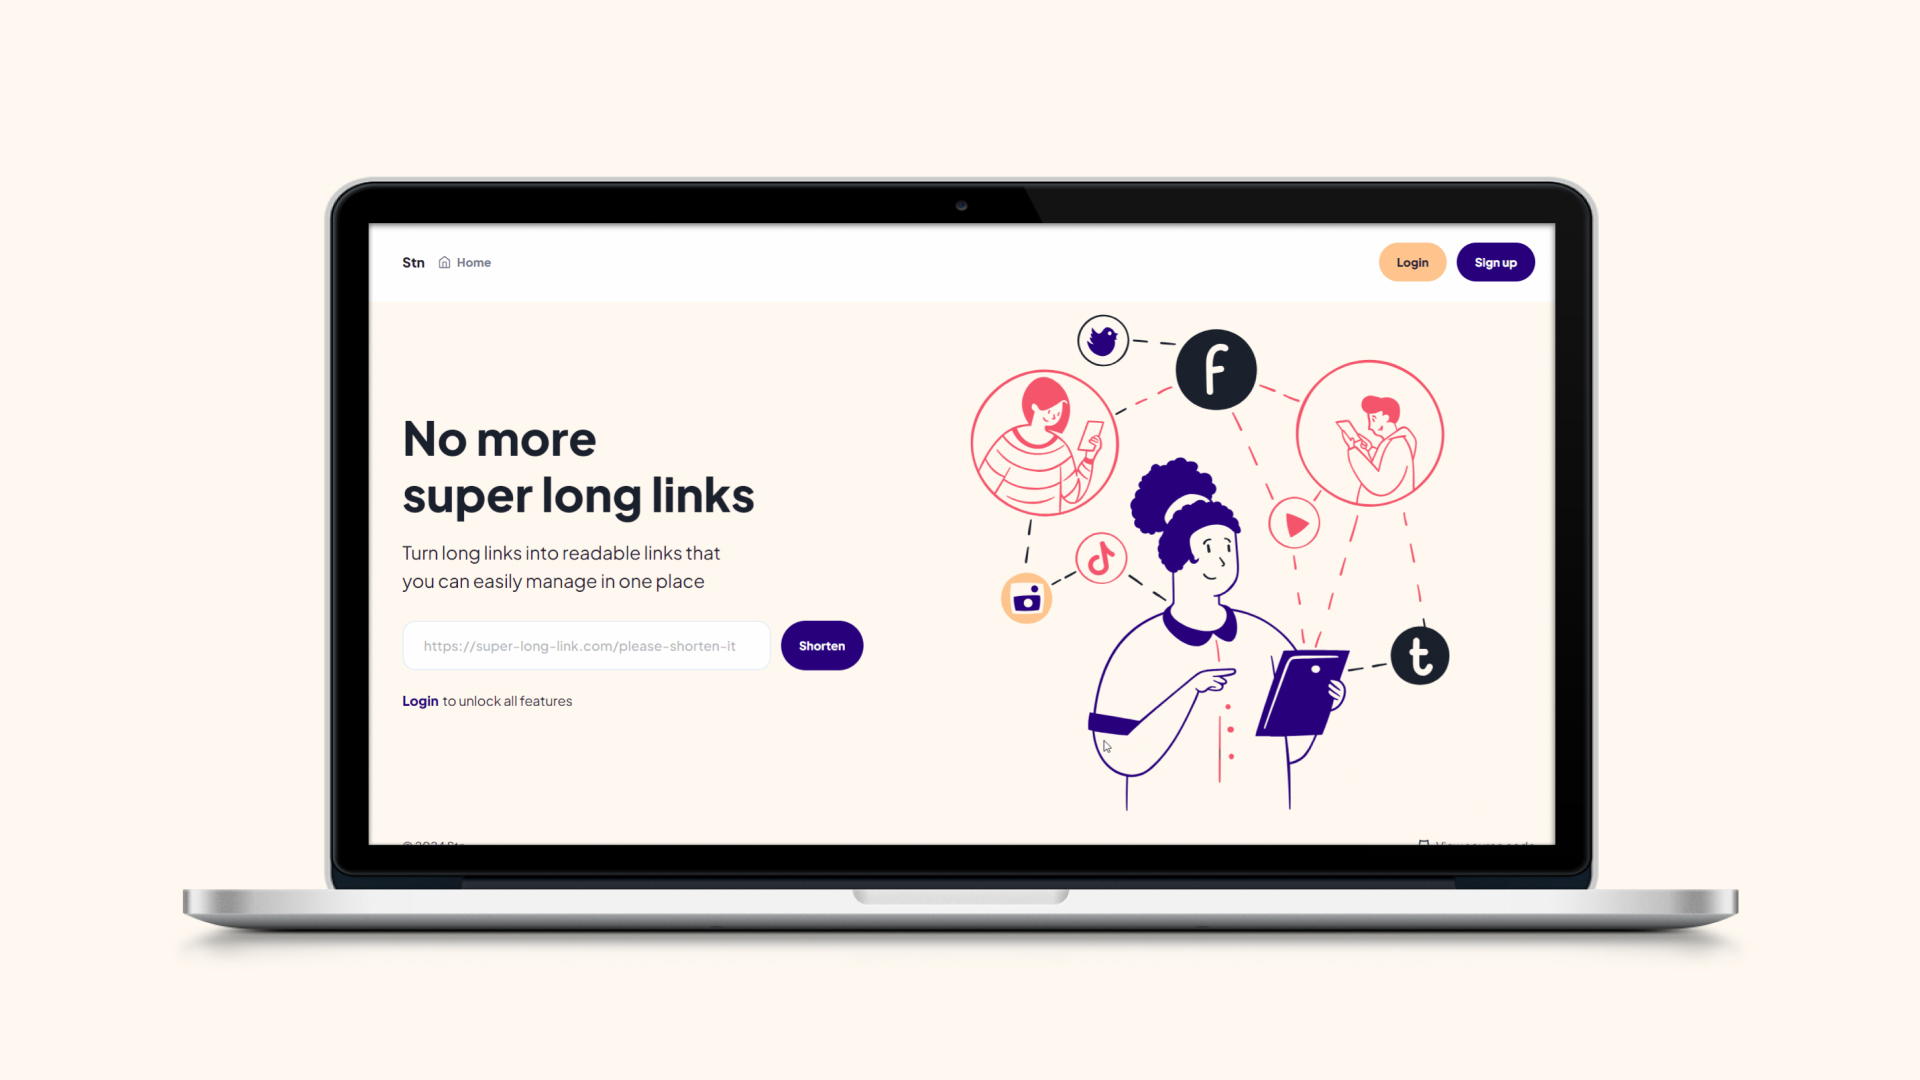 Stn Home Login Sign up
No more
super long links
Turn long links into readable links that
you can easily manage in one place
https://super-long-link.com/please-shorten-it Shorten
Login to unlock all features
f
t